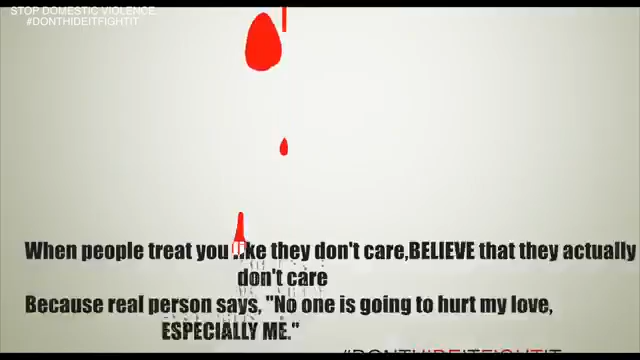 STOP DOMESTIC VIOLENCE.
#DONTHIDEITFIGHTIT
When people treat you like they don't care,BELIEVE that they actually
don't care
Because real person says, "No one is going to hurt my love,
ESPECIALLY ME."
#DONTHIDEITFIGHTIT